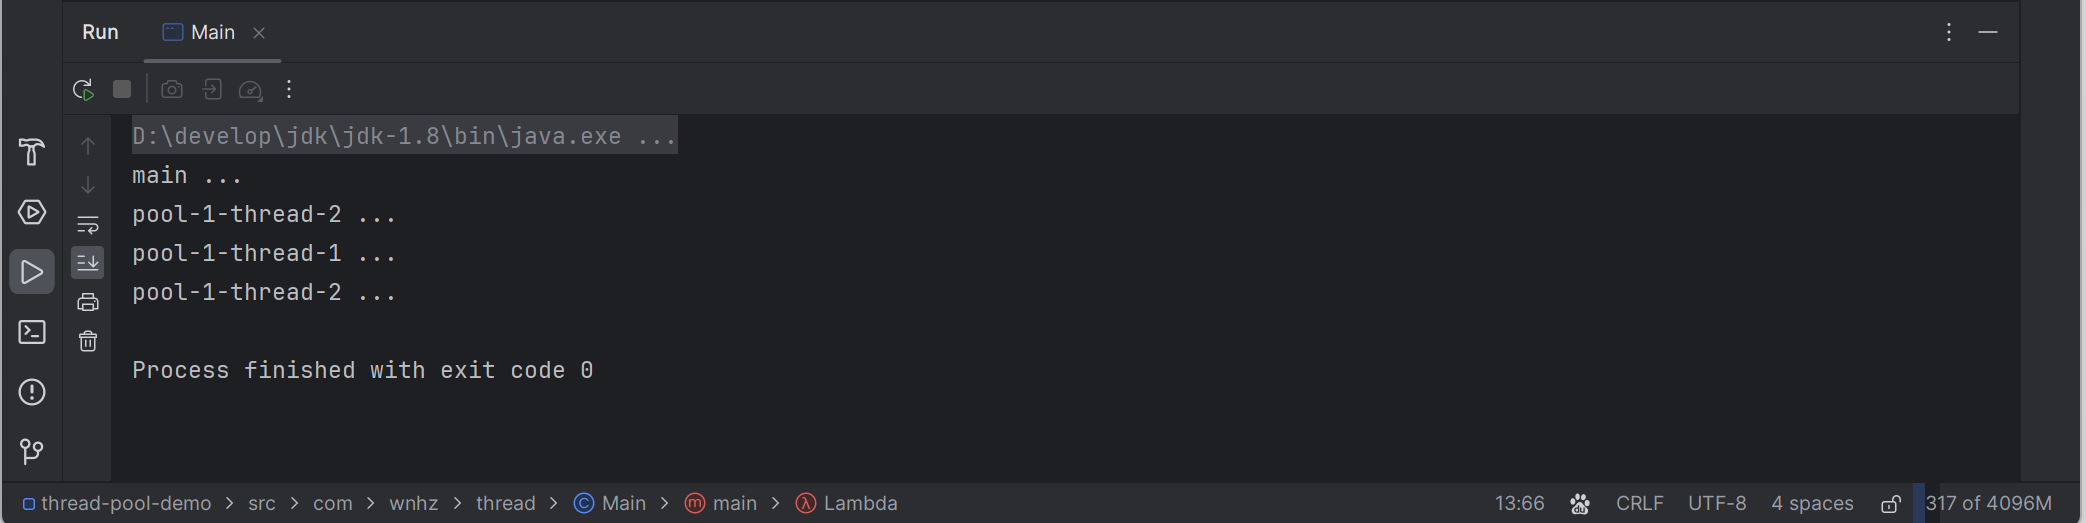 Run Main
D:\develop\jdk\jdk-1.8\bin\java.exe ...
main ...
pool-1-thread-2 ...
pool-1-thread-1 ...
pool-1-thread-2 ...
Process finished with exit code 0
thread-pool-demo > src > com > wnhz > thread > Main > main > Lambda 13:66 CRLF UTF-8 4 spaces 317 of 4096M